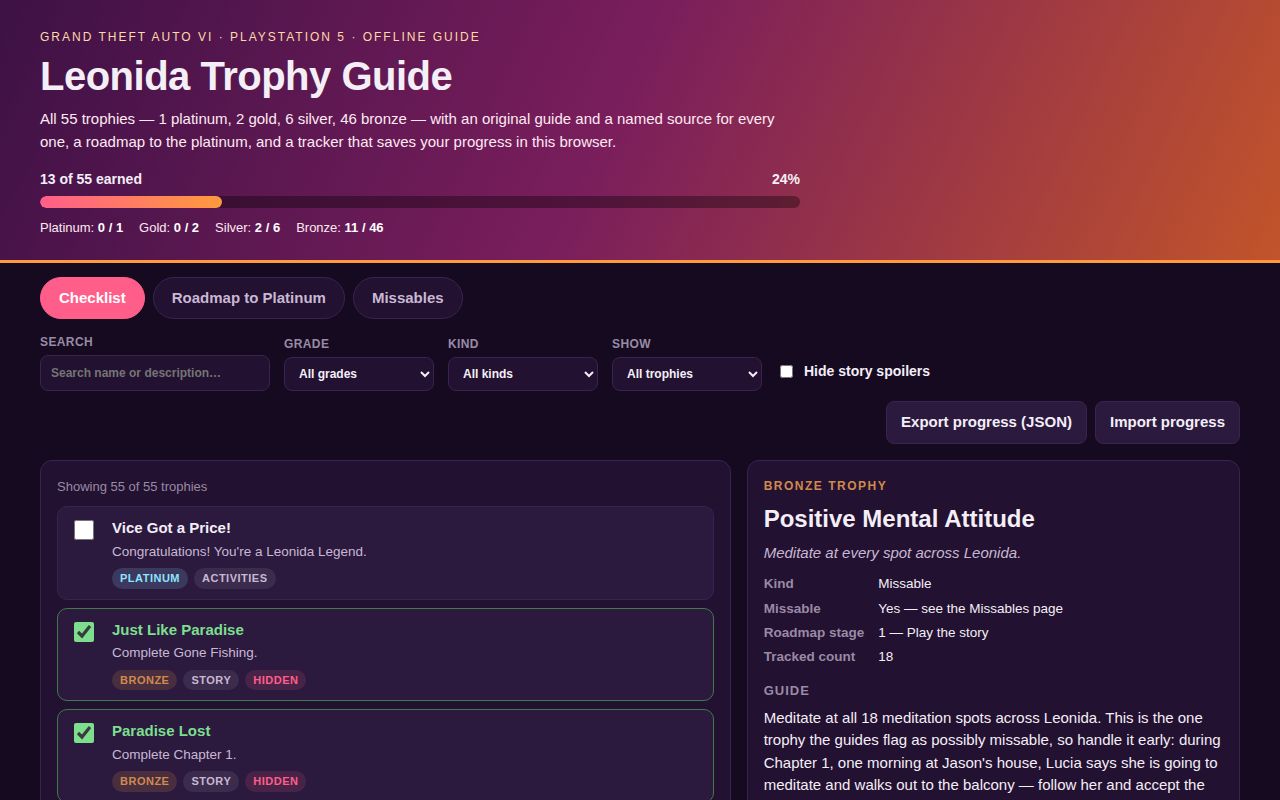 GRAND THEFT AUTO VI · PLAYSTATION 5 · OFFLINE GUIDE
Leonida Trophy Guide
All 55 trophies — 1 platinum, 2 gold, 6 silver, 46 bronze — with an original guide and a named source for every
one, a roadmap to the platinum, and a tracker that saves your progress in this browser.
13 of 55 earned 24%
Platinum: 0 / 1 Gold: 0 / 2 Silver: 2 / 6 Bronze: 11 / 46
Checklist Roadmap to Platinum Missables
SEARCH GRADE KIND SHOW
Search name or description… All grades All kinds All trophies Hide story spoilers
Export progress (JSON) Import progress
Showing 55 of 55 trophies
Vice Got a Price!
Congratulations! You're a Leonida Legend.
PLATINUM ACTIVITIES
Just Like Paradise
Complete Gone Fishing.
BRONZE STORY HIDDEN
Paradise Lost
Complete Chapter 1.
BRONZE STORY HIDDEN
BRONZE TROPHY
Positive Mental Attitude
Meditate at every spot across Leonida.
Kind Missable
Missable Yes — see the Missables page
Roadmap stage 1 — Play the story
Tracked count 18
GUIDE
Meditate at all 18 meditation spots across Leonida. This is the one
trophy the guides flag as possibly missable, so handle it early: during
Chapter 1, one morning at Jason's house, Lucia says she is going to
meditate and walks out to the balcony — follow her and accept the